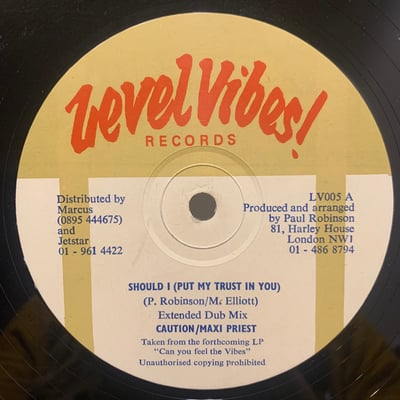 Level Vibes!
RECORDS
Distributed by
Marcus
(0895 444675)
and
Jetstar
01 - 961 4422
LV005 A
Produced and arranged
by Paul Robinson
81, Harley House
London NW1
01 - 486 8794
SHOULD I (PUT MY TRUST IN YOU)
(P. Robinson/Mc Elliott)
Extended Dub Mix
CAUTION/MAXI PRIEST
Taken from the forthcoming LP
"Can you feel the Vibes"
Unauthorised copying prohibited